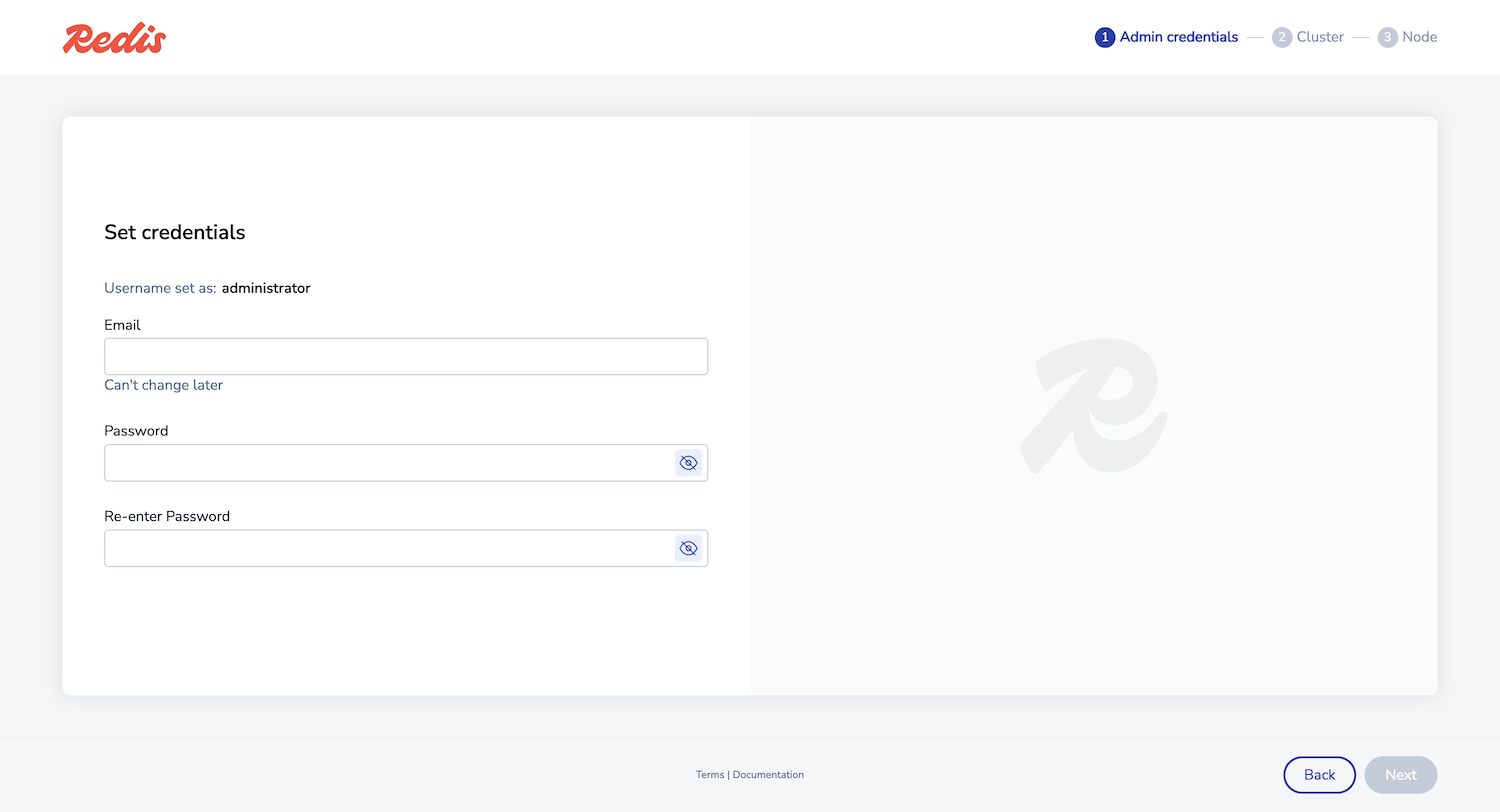 Redis
1 Admin credentials — 2 Cluster — 3 Node
Set credentials
Username set as: administrator
Email
Can't change later
Password
Re-enter Password
R
Terms | Documentation
Back
Next